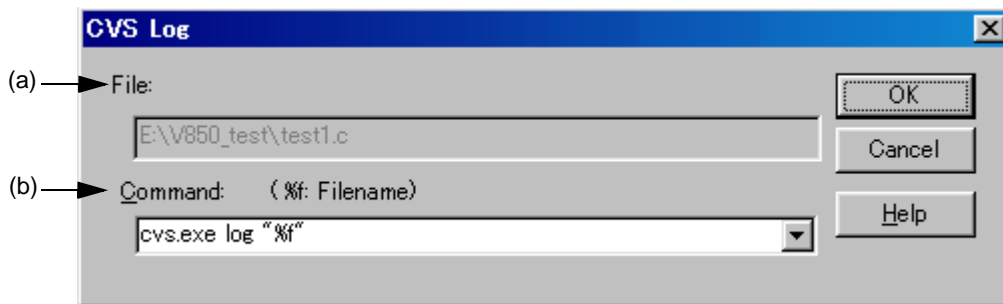 CVS Log
(a)
File:
OK
E:\V850_test\test1.c
Cancel
(b)
Command: ( %f: Filename)
Help
cvs.exe log "%f"